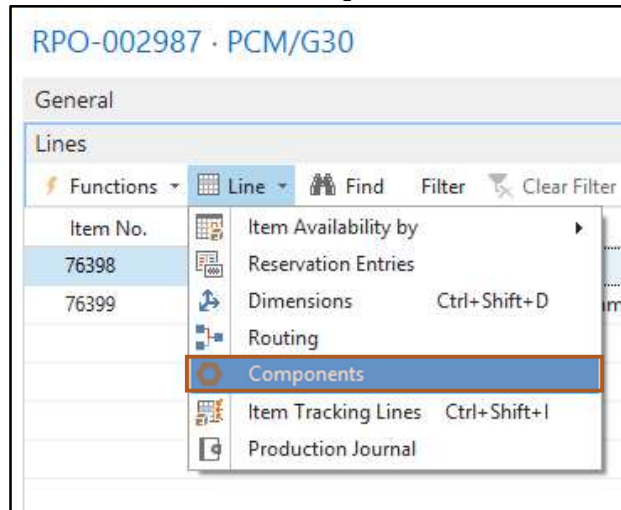 RPO-002987 · PCM/G30
General
Lines
Functions Line Find Filter Clear Filter
Item No.
Item Availability by
76398
Reservation Entries
76399
Dimensions Ctrl+Shift+D
Routing
Components
Item Tracking Lines Ctrl+Shift+I
Production Journal